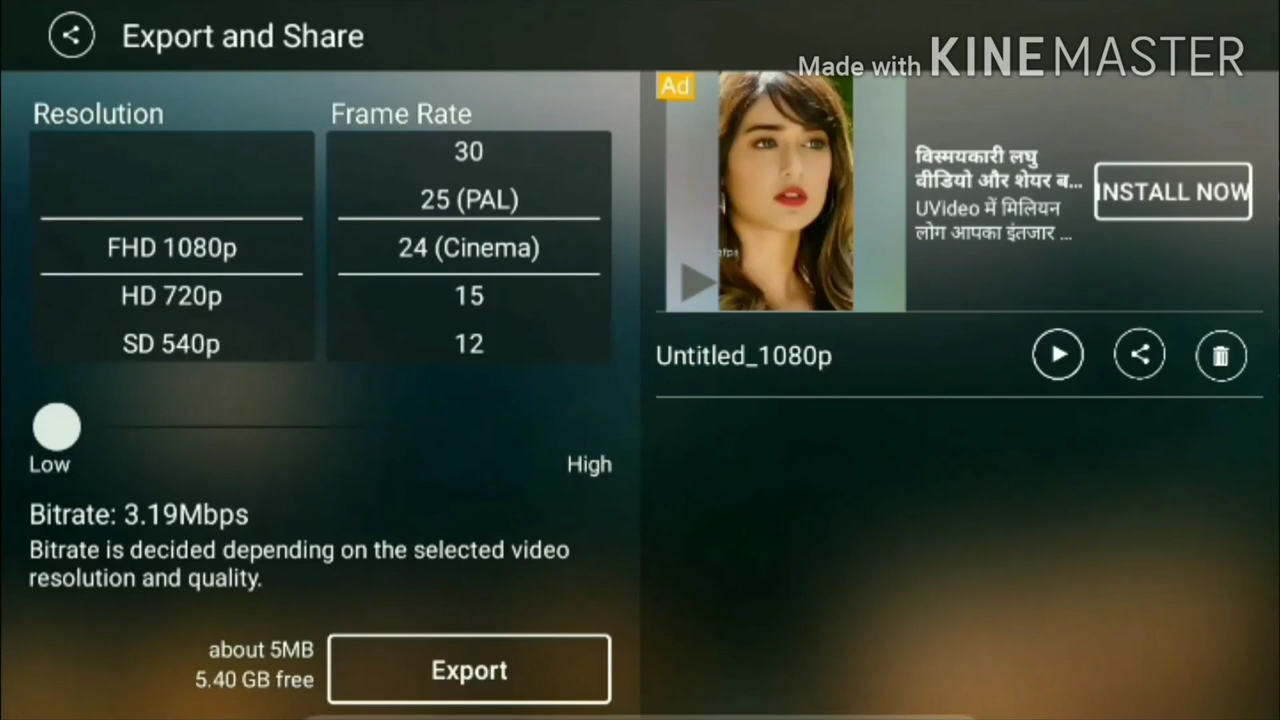 Export and Share
Made with KINEMASTER
Resolution
Frame Rate
FHD 1080p
HD 720p
SD 540p
30
25 (PAL)
24 (Cinema)
15
12
Low
High
Bitrate: 3.19Mbps
Bitrate is decided depending on the selected video
resolution and quality.
about 5MB
5.40 GB free
Export
Ad
विस्मयकारी लघु
वीडियो और शेयर ब...
UVideo में मिलियन
लोग आपका इंतजार ...
INSTALL NOW
Untitled_1080p